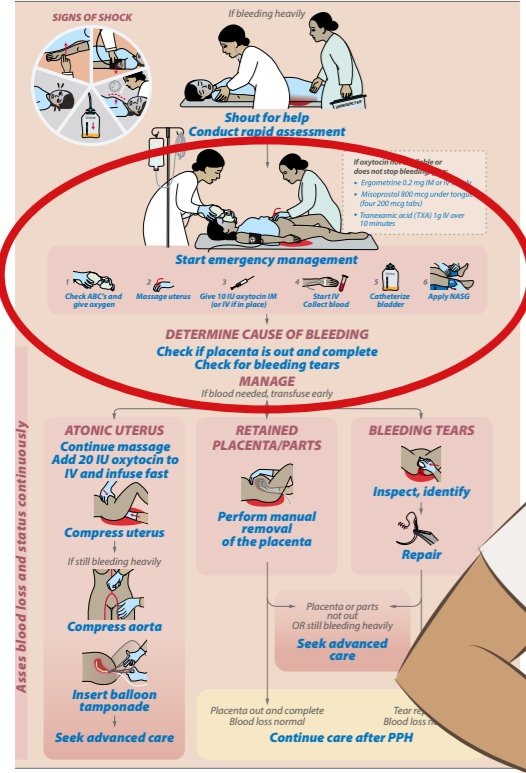 SIGNS OF SHOCK
If bleeding heavily
Shout for help
Conduct rapid assessment
If oxytocin not available or
does not stop bleeding
• Ergometrine 0.2 mg IM or IV
• Misoprostol 800 mcg under tongue
(four 200 mcg tabs)
• Tranexamic acid (TXA) 1g IV over
10 minutes
Start emergency management
1
Check ABC's and
give oxygen
2
Massage uterus
3
Give 10 IU oxytocin IM
(or IV if in place)
4
Start IV
Collect blood
5
Catheterize
bladder
6
Apply NASG
DETERMINE CAUSE OF BLEEDING
Check if placenta is out and complete
Check for bleeding tears
MANAGE
If blood needed, transfuse early
Asses blood loss and status continuously
ATONIC UTERUS
Continue massage
Add 20 IU oxytocin to
IV and infuse fast
Compress uterus
If still bleeding heavily
Compress aorta
Insert balloon
tamponade
Seek advanced care
RETAINED
PLACENTA/PARTS
Perform manual
removal
of the placenta
BLEEDING TEARS
Inspect, identify
Repair
Placenta or parts
not out
OR still bleeding heavily
Seek advanced
care
Placenta out and complete
Blood loss normal
Tear
Blood loss
Continue care after PPH